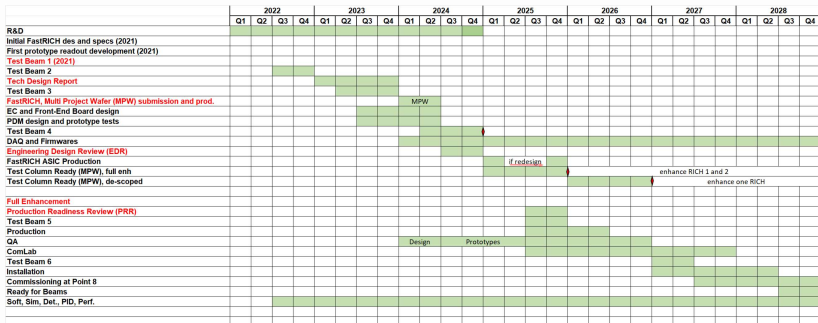 2022 2023 2024 2025 2026 2027 2028
Q1 Q2 Q3 Q4 Q1 Q2 Q3 Q4 Q1 Q2 Q3 Q4 Q1 Q2 Q3 Q4 Q1 Q2 Q3 Q4 Q1 Q2 Q3 Q4 Q1 Q2 Q3 Q4
R&D
Initial FastRICH des and specs (2021)
First prototype readout development (2021)
Test Beam 1 (2021)
Test Beam 2
Tech Design Report
Test Beam 3
FastRICH, Multi Project Wafer (MPW) submission and prod. MPW
EC and Front-End Board design
PDM design and prototype tests
Test Beam 4
DAQ and Firmwares
Engineering Design Review (EDR)
FastRICH ASIC Production if redesign
Test Column Ready (MPW), full enh enhance RICH 1 and 2
Test Column Ready (MPW), de-scoped enhance one RICH
Full Enhancement
Production Readiness Review (PRR)
Test Beam 5
Production
QA Design Prototypes
ComLab
Test Beam 6
Installation
Commissioning at Point 8
Ready for Beams
Soft, Sim, Det., PID, Perf.